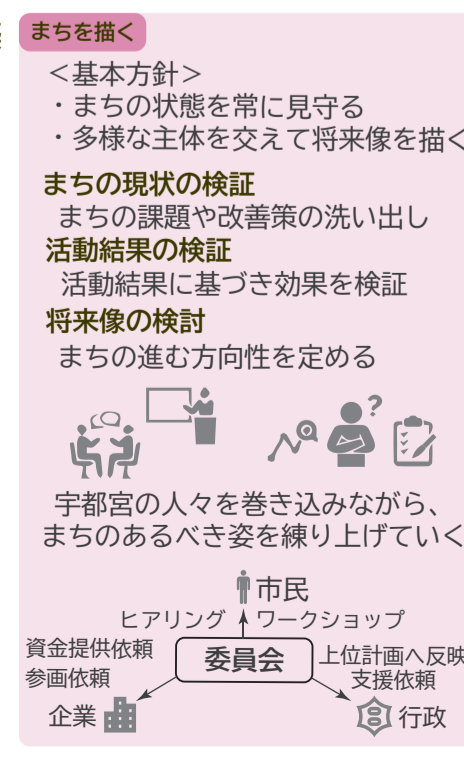 まちを描く
＜基本方針＞
・まちの状態を常に見守る
・多様な主体を交えて将来像を描く
まちの現状の検証
まちの課題や改善策の洗い出し
活動結果の検証
活動結果に基づき効果を検証
将来像の検討
まちの進む方向性を定める
?
宇都宮の人々を巻き込みながら、
まちのあるべき姿を練り上げていく
市民
ヒアリング ワークショップ
資金提供依頼
参画依頼
委員会
上位計画へ反映
支援依頼
企業
行政